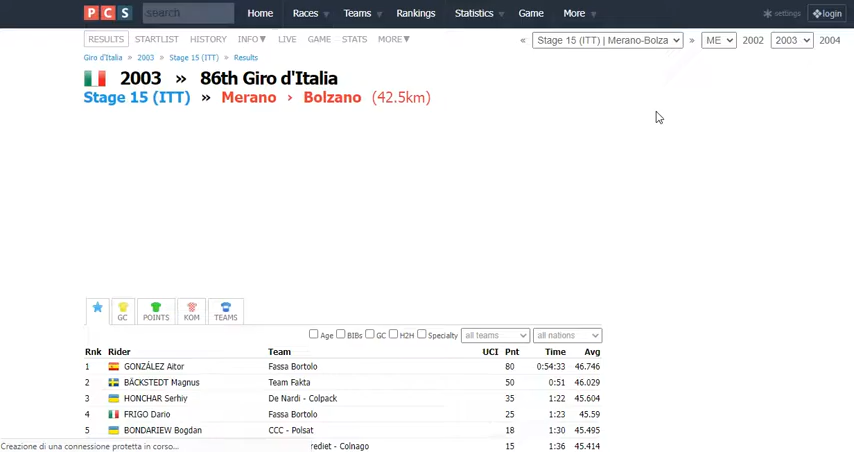 P C S search Home Races Teams Rankings Statistics Game More settings login
RESULTS STARTLIST HISTORY INFO▼ LIVE GAME STATS MORE▼ « Stage 15 (ITT) | Merano-Bolza » ME 2002 2003 2004
Giro d'Italia » 2003 » Stage 15 (ITT) » Results
2003 » 86th Giro d'Italia
Stage 15 (ITT) » Merano › Bolzano (42.5km)
GC POINTS KOM TEAMS
Age BIBs GC H2H Specialty all teams all nations
Rnk Rider Team UCI Pnt Time Avg
1 GONZÁLEZ Aitor Fassa Bortolo 80 0:54:33 46.746
2 BÄCKSTEDT Magnus Team Fakta 50 0:51 46.029
3 HONCHAR Serhiy De Nardi - Colpack 35 1:22 45.604
4 FRIGO Dario Fassa Bortolo 25 1:23 45.59
5 BONDARIEW Bogdan CCC - Polsat 18 1:30 45.495
Creazione di una connessione protetta in corso... rediet - Colnago 15 1:36 45.414